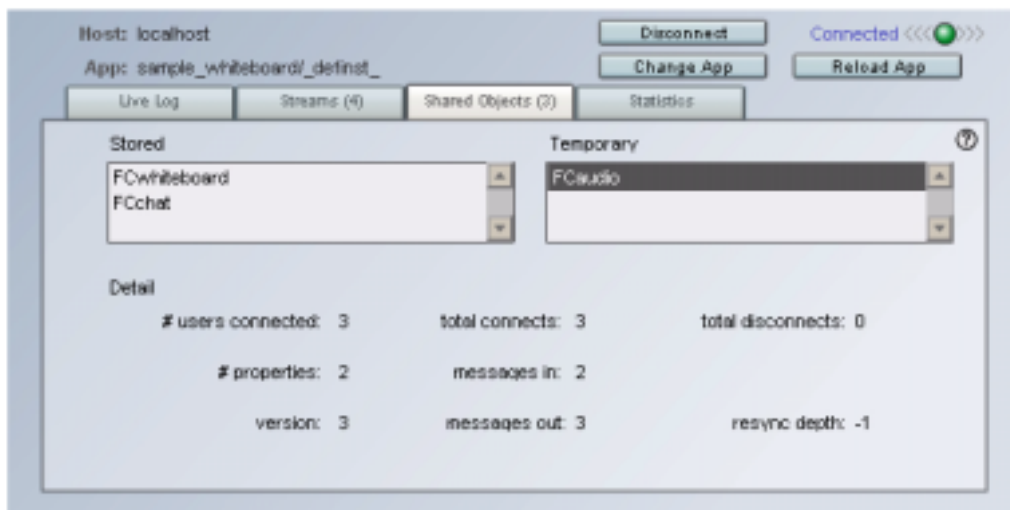 Host: localhost
Disconnect
Connected
App: sample_whiteboard/_definst_
Change App
Reload App
Live Log
Streams (4)
Shared Objects (3)
Statistics
Stored
Temporary
?
FCwhiteboard
FCchat
FCaudio
Detail
# users connected: 3
total connects: 3
total disconnects: 0
# properties: 2
messages in: 2
version: 3
messages out: 3
resync depth: -1